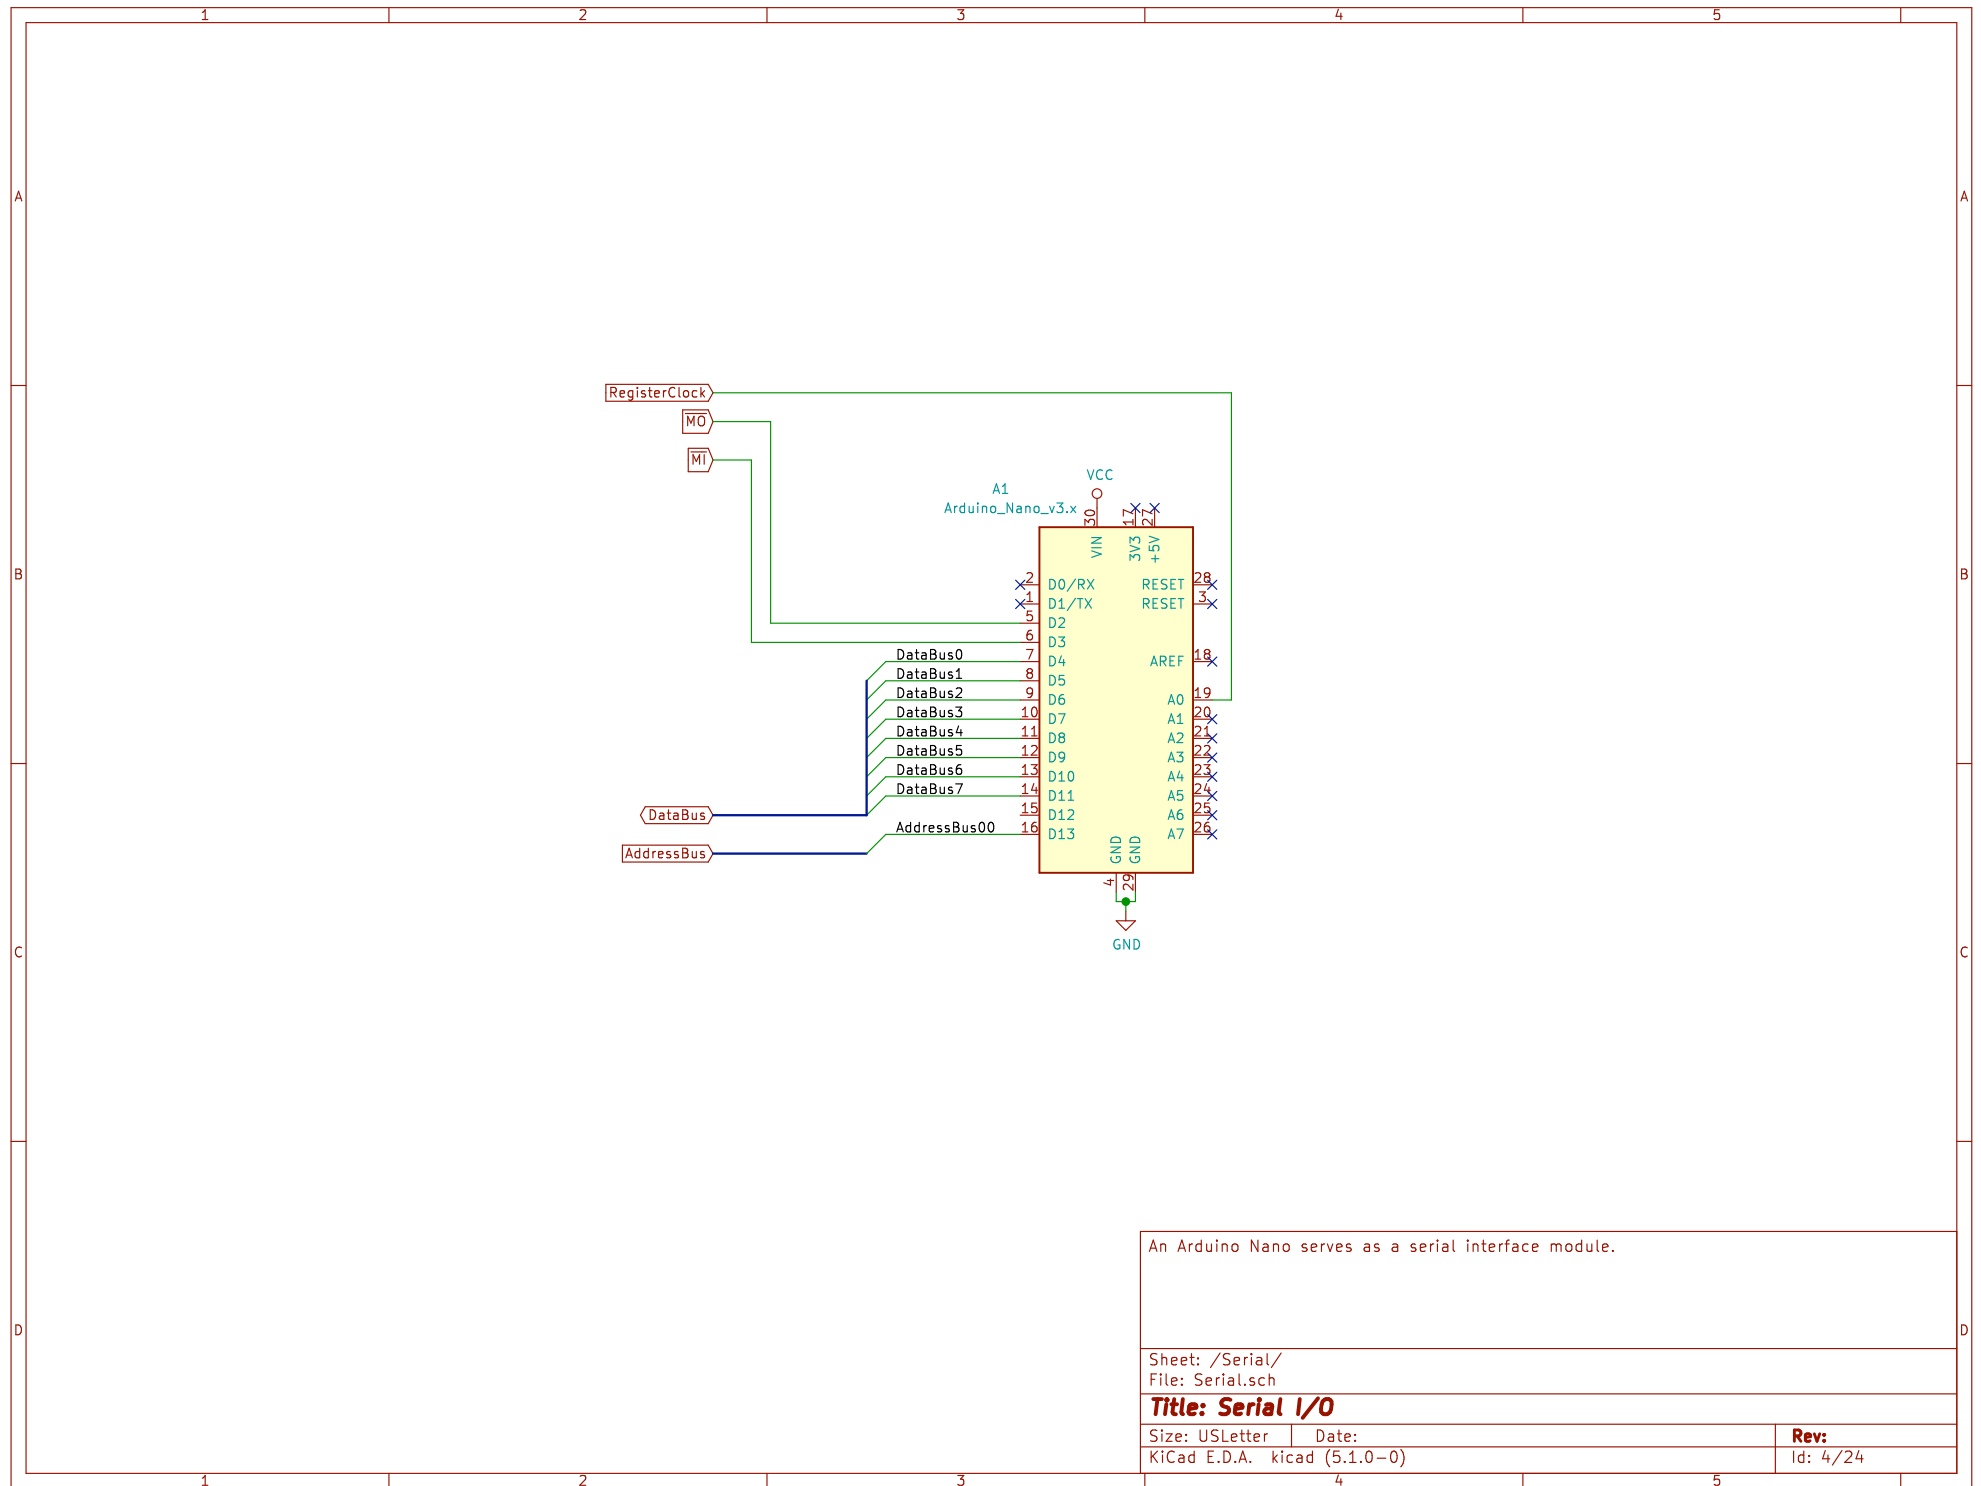 1 2 3 4 5
A A
RegisterClock
MO
MI
VCC
A1
Arduino_Nano_v3.x
30 17 27
VIN 3V3 +5V
B B
2 D0/RX RESET 28
1 D1/TX RESET 3
5 D2
6 D3
DataBus0 7 D4 AREF 18
DataBus1 8 D5
DataBus2 9 D6 A0 19
DataBus3 10 D7 A1 20
DataBus4 11 D8 A2 21
DataBus5 12 D9 A3 22
DataBus6 13 D10 A4 23
DataBus7 14 D11 A5 24
DataBus 15 D12 A6 25
AddressBus00 16 D13 A7 26
AddressBus
GND GND
4 29
GND
C C
An Arduino Nano serves as a serial interface module.
D D
Sheet: /Serial/
File: Serial.sch
Title: Serial I/O
Size: USLetter Date: Rev:
KiCad E.D.A. kicad (5.1.0-0) Id: 4/24
1 2 3 4 5